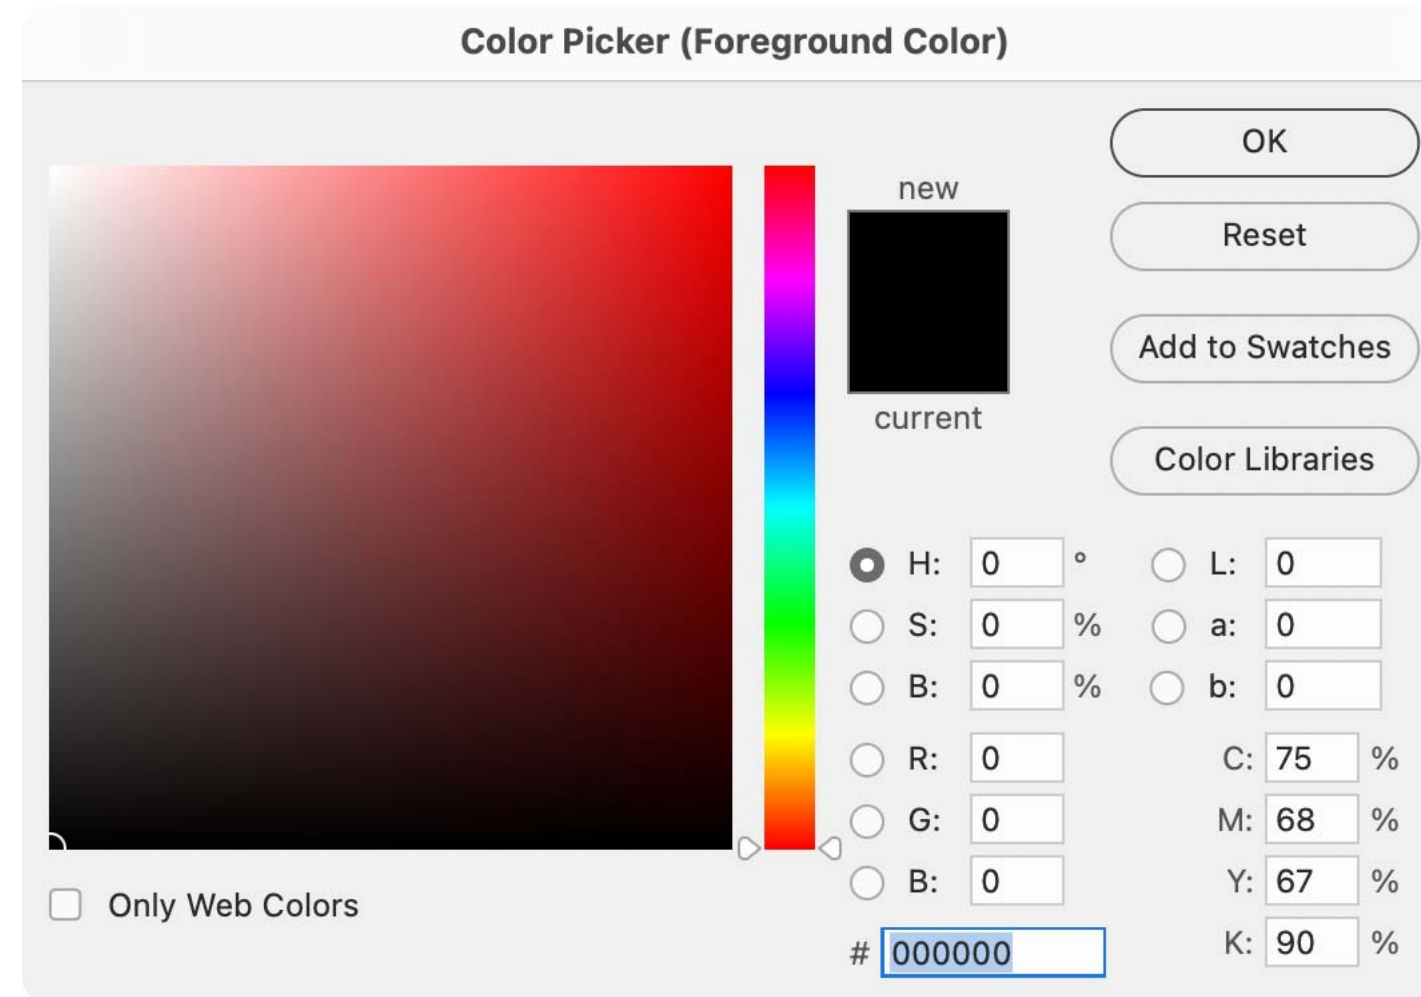 Color Picker (Foreground Color)
new
current
OK
Reset
Add to Swatches
Color Libraries
H: 0 °
S: 0 %
B: 0 %
R: 0
G: 0
B: 0
# 000000
L: 0
a: 0
b: 0
C: 75 %
M: 68 %
Y: 67 %
K: 90 %
Only Web Colors